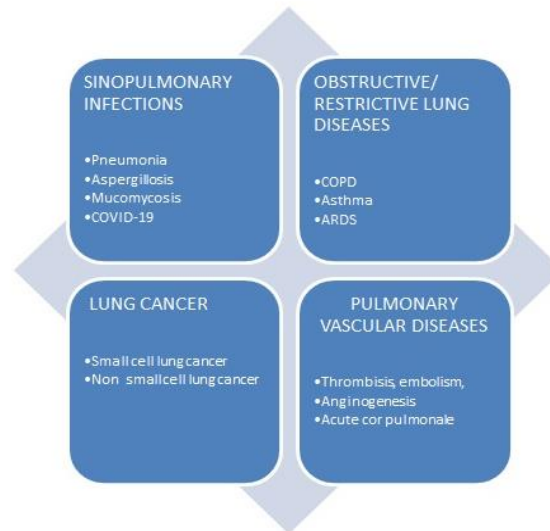 SINOPULMONARY
INFECTIONS
•Pneumonia
•Aspergillosis
•Mucomycosis
•COVID-19
OBSTRUCTIVE/
RESTRICTIVE LUNG
DISEASES
•COPD
•Asthma
•ARDS
LUNG CANCER
•Small cell lung cancer
•Non small cell lung cancer
PULMONARY
VASCULAR DISEASES
•Thrombisis, embolism,
•Anginogenesis
•Acute cor pulmonale